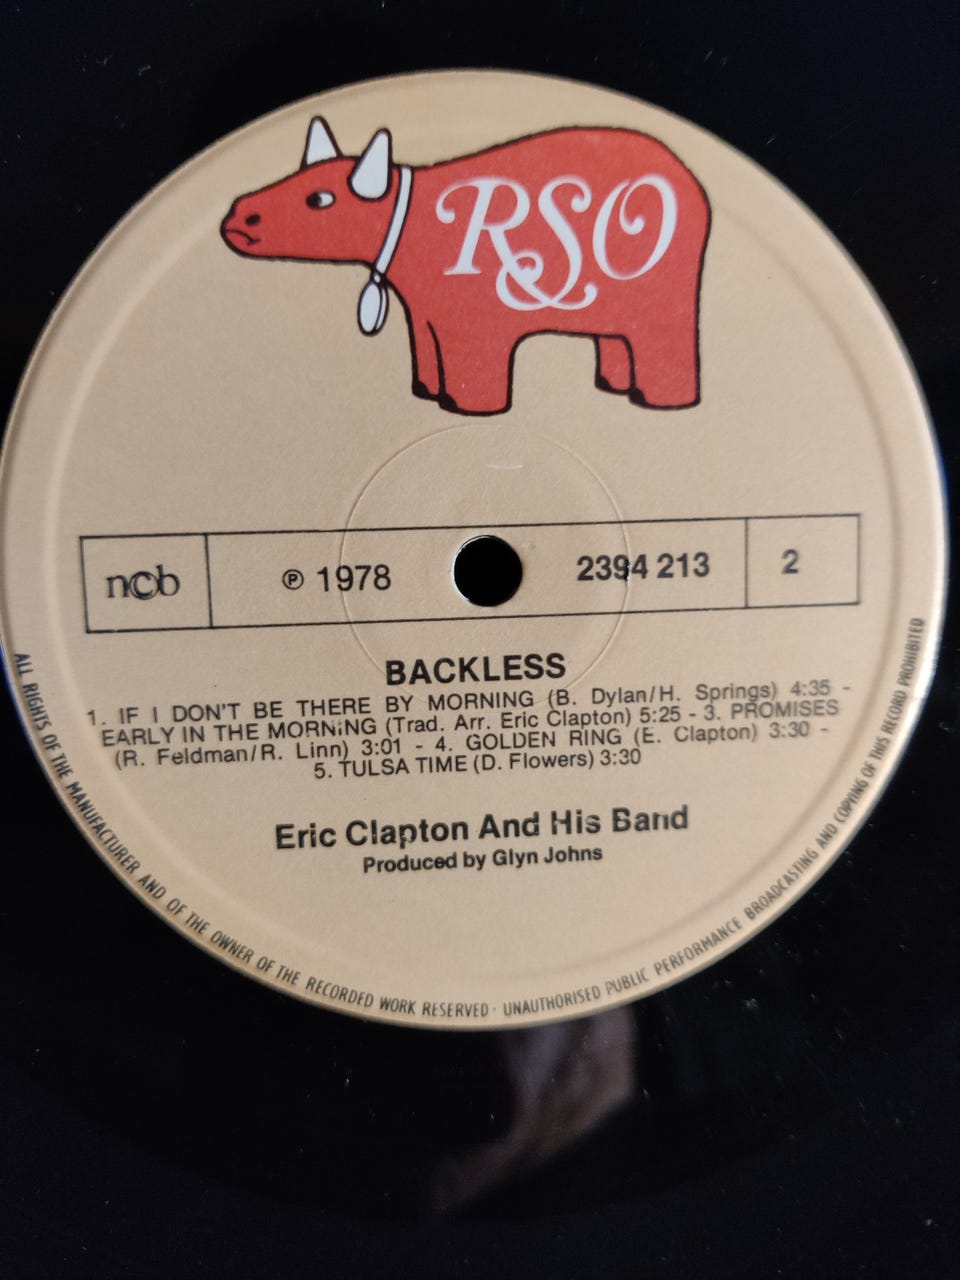 RSO
ncb
℗ 1978
2394 213
2
BACKLESS
1. IF I DON'T BE THERE BY MORNING (B. Dylan/H. Springs) 4:35 -
EARLY IN THE MORNING (Trad. Arr. Eric Clapton) 5:25 - 3. PROMISES
(R. Feldman/R. Linn) 3:01 - 4. GOLDEN RING (E. Clapton) 3:30 -
5. TULSA TIME (D. Flowers) 3:30
Eric Clapton And His Band
Produced by Glyn Johns
ALL RIGHTS OF THE MANUFACTURER AND OF THE OWNER OF THE RECORDED WORK RESERVED · UNAUTHORISED PUBLIC PERFORMANCE BROADCASTING AND COPYING OF THIS RECORD PROHIBITED